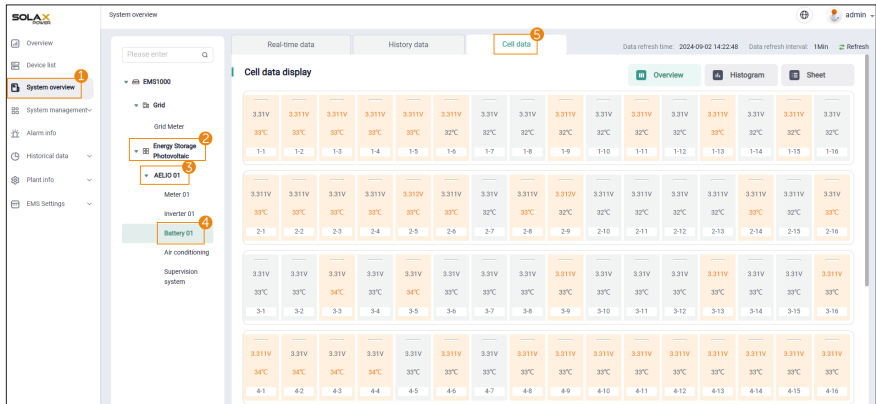 SOLAX
POWER
System overview
admin
Overview
Device list
1
System overview
System management
Alarm info
Historical data
Plant info
EMS Settings
Please enter
EMS1000
Grid
Grid Meter
2
Energy Storage
Photovoltaic
3
AELIO 01
Meter 01
Inverter 01
4
Battery 01
Air conditioning
Supervision
system
Real-time data History data Cell data 5 Data refresh time: 2024-09-02 14:22:48 Data refresh interval: 1Min Refresh
Cell data display Overview Histogram Sheet
3.31V 3.311V 3.311V 3.311V 3.31V 3.311V 3.31V 3.311V 3.311V 3.31V 3.311V 3.31V 3.311V 3.311V 3.311V 3.31V
33℃ 33℃ 33℃ 33℃ 33℃ 32℃ 32℃ 32℃ 32℃ 32℃ 32℃ 32℃ 32℃ 33℃ 32℃ 32℃
1-1 1-2 1-3 1-4 1-5 1-6 1-7 1-8 1-9 1-10 1-11 1-12 1-13 1-14 1-15 1-16
3.311V 3.311V 3.31V 3.311V 3.312V 3.311V 3.311V 3.311V 3.312V 3.311V 3.311V 3.311V 3.311V 3.311V 3.311V 3.31V
33℃ 33℃ 33℃ 33℃ 33℃ 33℃ 32℃ 33℃ 32℃ 32℃ 32℃ 32℃ 33℃ 33℃ 32℃ 33℃
2-1 2-2 2-3 2-4 2-5 2-6 2-7 2-8 2-9 2-10 2-11 2-12 2-13 2-14 2-15 2-16
3.31V 3.31V 3.31V 3.31V 3.31V 3.31V 3.31V 3.31V 3.311V 3.31V 3.31V 3.31V 3.31V 3.31V 3.31V 3.311V
33℃ 33℃ 34℃ 33℃ 34℃ 33℃ 33℃ 33℃ 33℃ 33℃ 33℃ 33℃ 33℃ 33℃ 33℃ 33℃
3-1 3-2 3-3 3-4 3-5 3-6 3-7 3-8 3-9 3-10 3-11 3-12 3-13 3-14 3-15 3-16
3.311V 3.31V 3.31V 3.31V 3.31V 3.311V 3.31V 3.311V 3.311V 3.311V 3.311V 3.311V 3.311V 3.311V 3.311V 3.311V
34℃ 34℃ 34℃ 34℃ 33℃ 33℃ 33℃ 33℃ 33℃ 33℃ 33℃ 33℃ 33℃ 33℃ 33℃ 33℃
4-1 4-2 4-3 4-4 4-5 4-6 4-7 4-8 4-9 4-10 4-11 4-12 4-13 4-14 4-15 4-16